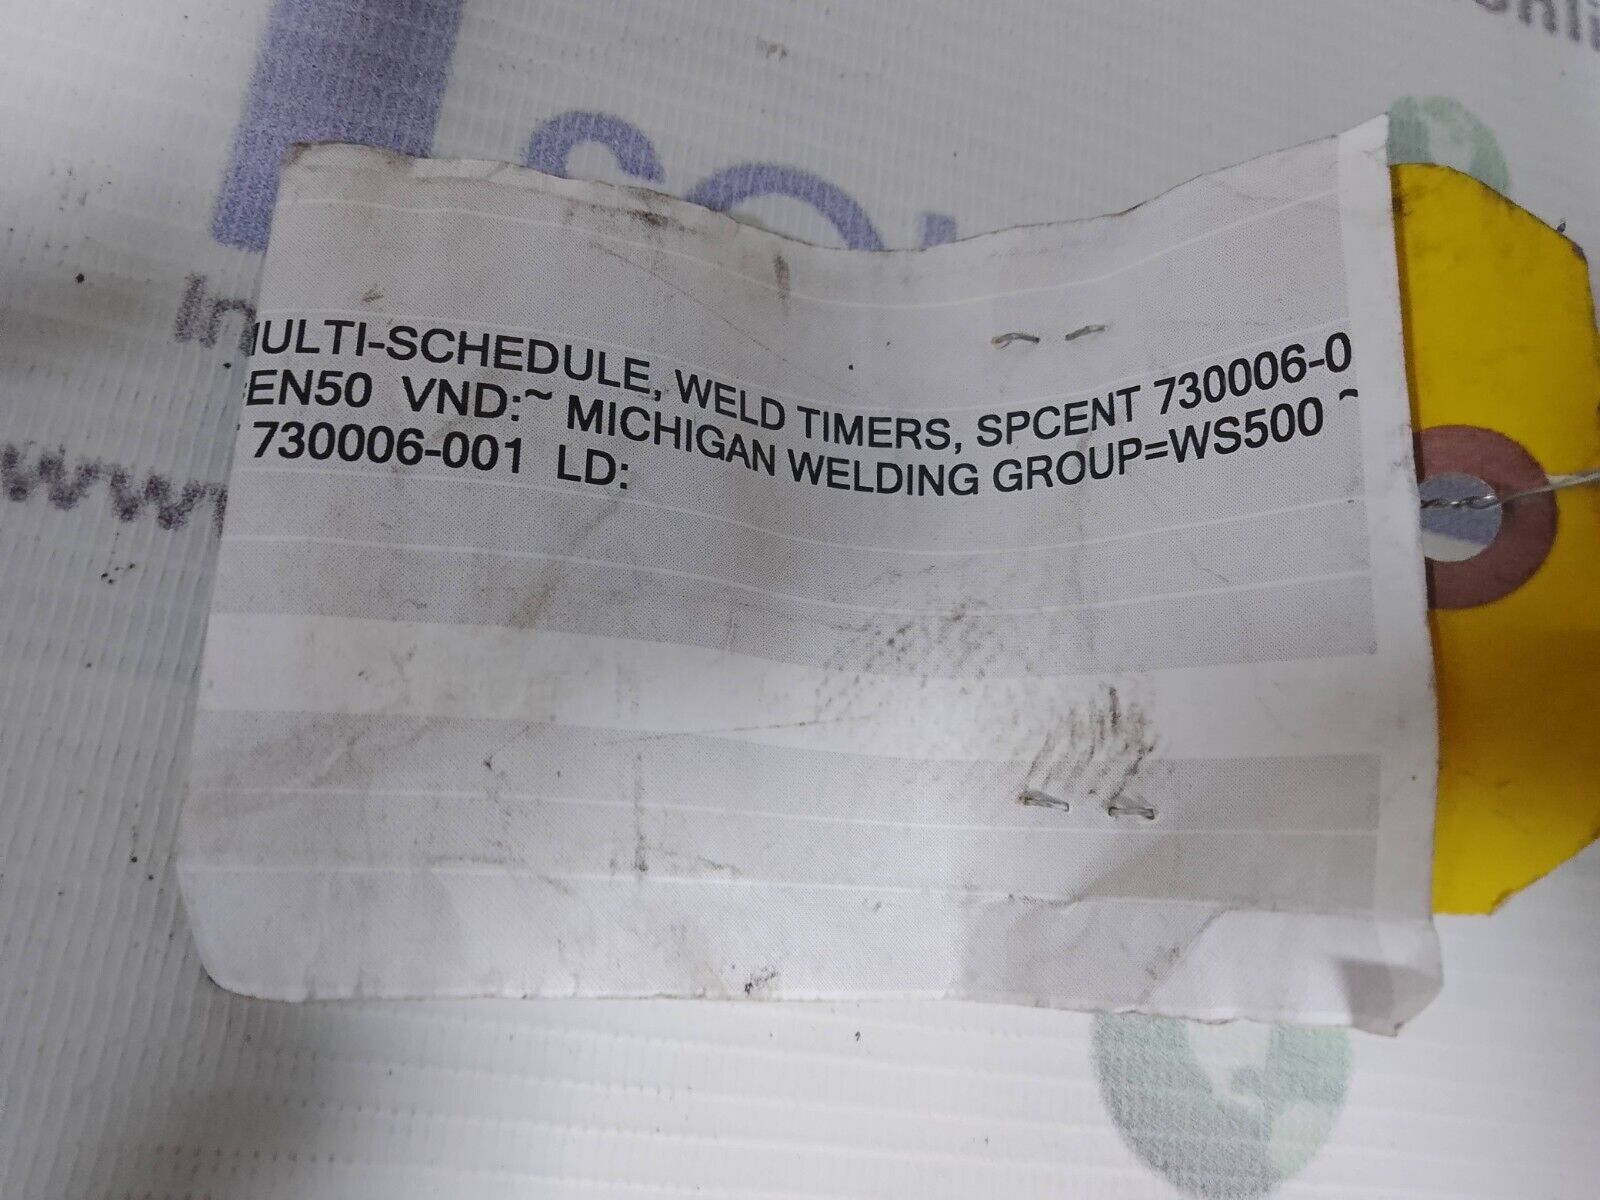 MULTI-SCHEDULE, WELD TIMERS, SPCENT 730006-0
EN50 VND:~ MICHIGAN WELDING GROUP=WS500 ~
730006-001 LD: